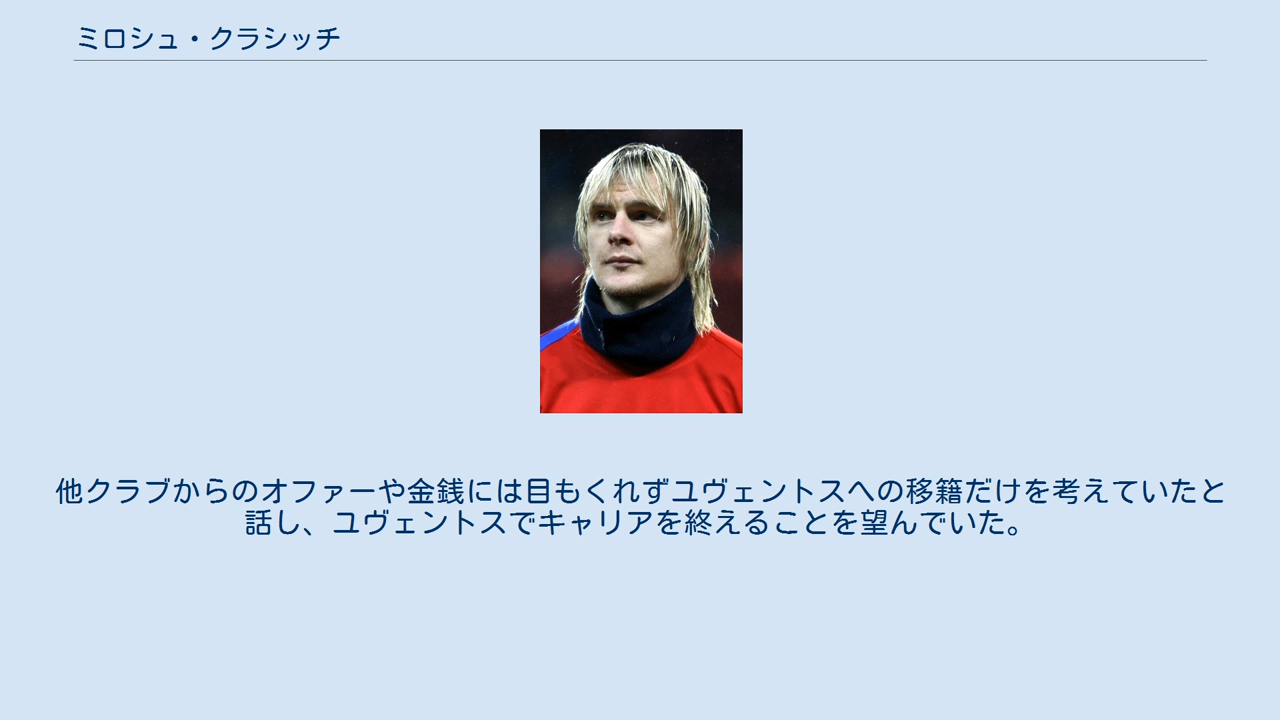 ミロシュ・クラシッチ
他クラブからのオファーや金銭には目もくれずユヴェントスへの移籍だけを考えていたと
話し、ユヴェントスでキャリアを終えることを望んでいた。